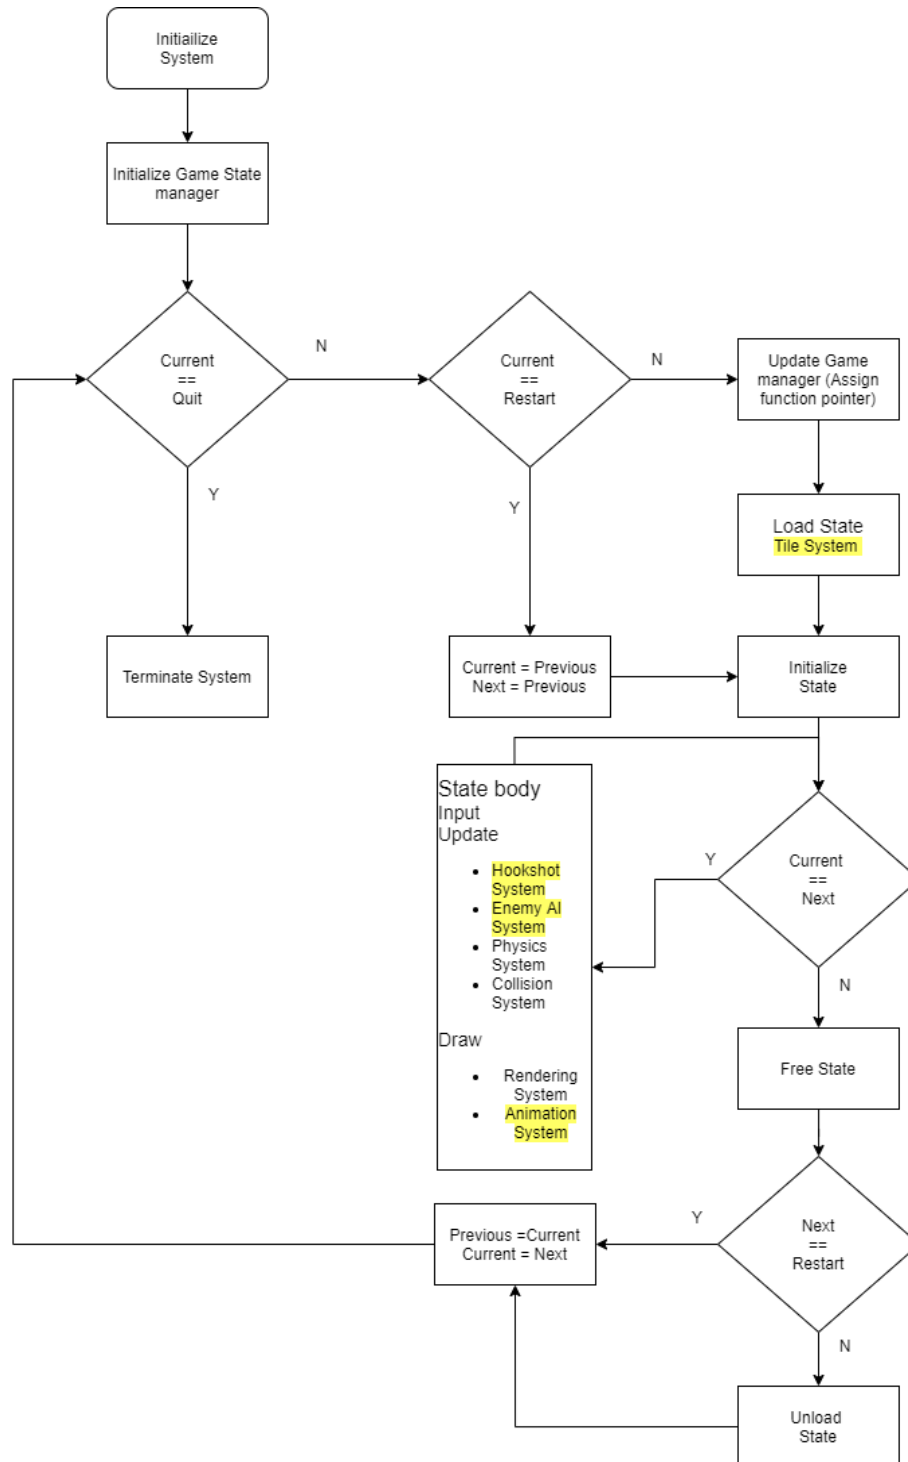 Initiailize
System
Initialize Game State
manager
Current
==
Quit
N
Y
Current
==
Restart
N
Y
Update Game
manager (Assign
function pointer)
Load State
Tile System
Terminate System
Current = Previous
Next = Previous
Initialize
State
State body
Input
Update
Hookshot
System
Enemy AI
System
Physics
System
Collision
System
Draw
Rendering
System
Animation
System
Y
Current
==
Next
N
Free State
Previous =Current
Current = Next
Y
Next
==
Restart
N
Unload
State